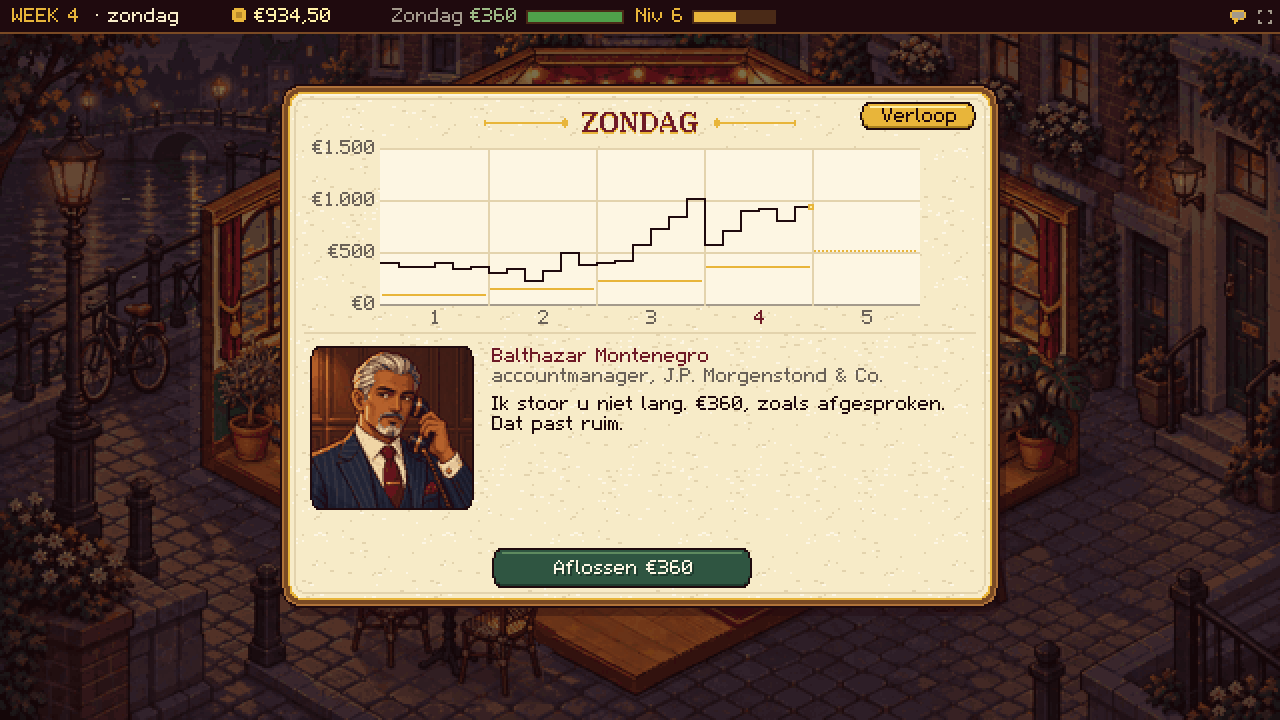 WEEK 4 · zondag
€934,50
Zondag €360
Niv 6
ZONDAG
Verloop
€1.500
€1.000
€500
€0
1 2 3 4 5
Balthazar Montenegro
accountmanager, J.P. Morgenstond & Co.
Ik stoor u niet lang. €360, zoals afgesproken.
Dat past ruim.
Aflossen €360